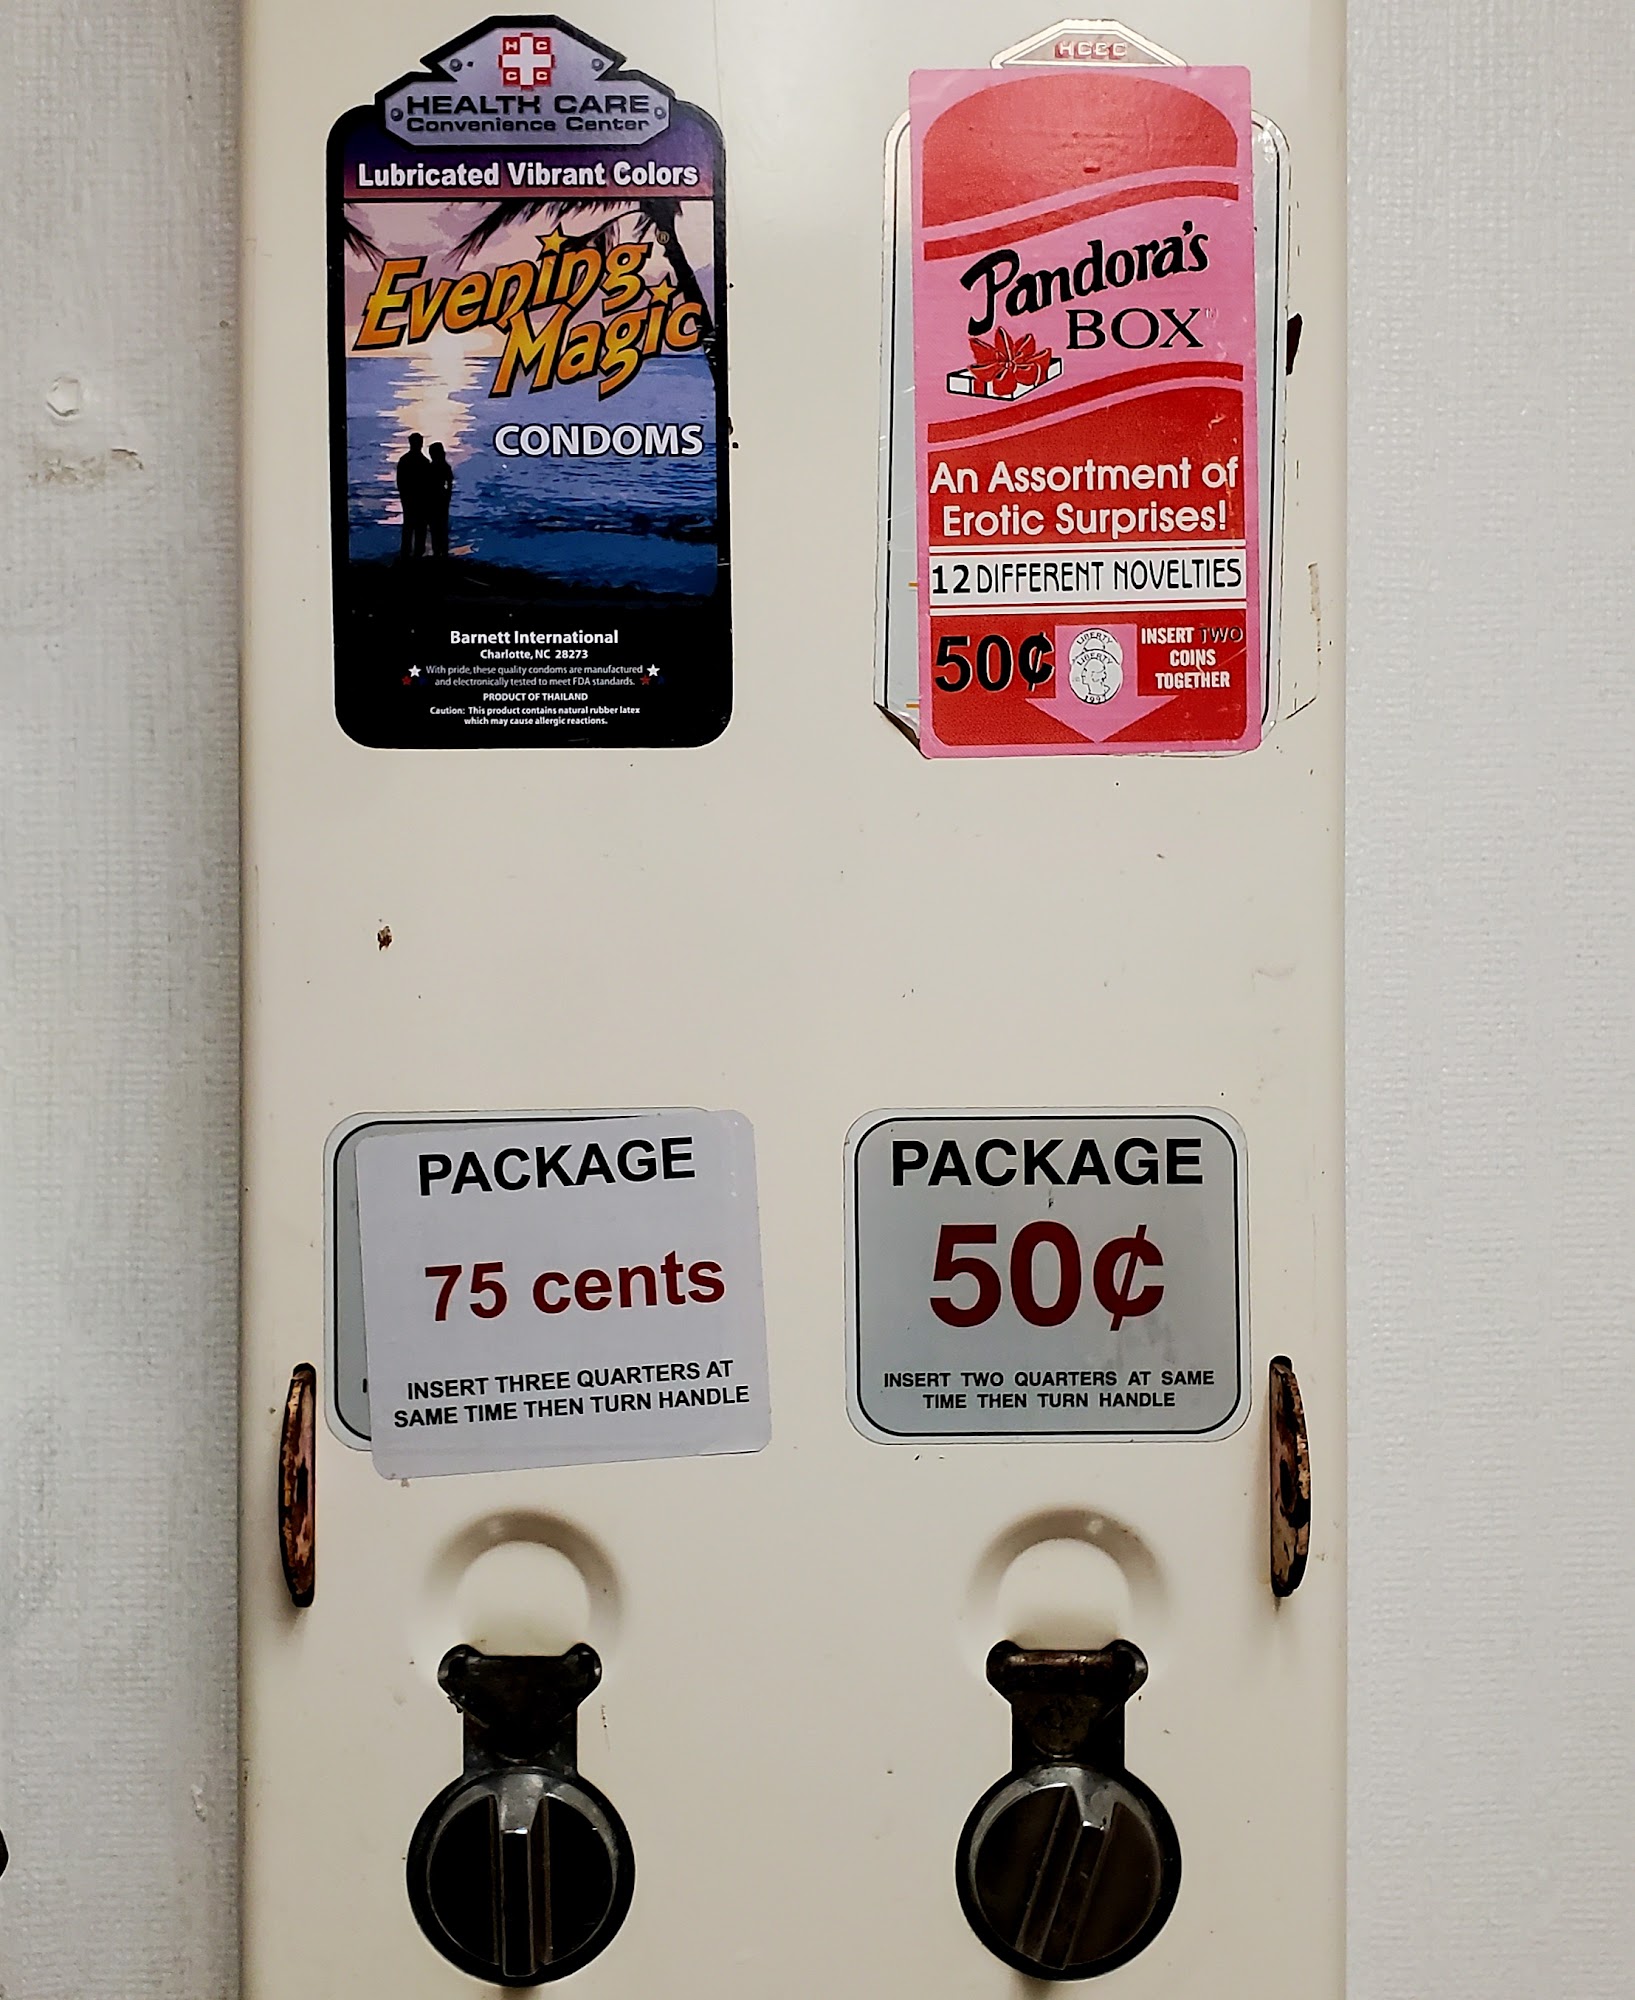 H C
C C
HEALTH CARE
Convenience Center
Lubricated Vibrant Colors
Evening®
Magic
CONDOMS
Barnett International
Charlotte, NC 28273
With pride, these quality condoms are manufactured
and electronically tested to meet FDA standards.
PRODUCT OF THAILAND
Caution: This product contains natural rubber latex
which may cause allergic reactions.
HCCC
Pandora's
BOX
An Assortment of
Erotic Surprises!
12 DIFFERENT NOVELTIES
50¢
LIBERTY
LIBERTY
INSERT TWO
COINS
TOGETHER
PACKAGE
75 cents
INSERT THREE QUARTERS AT
SAME TIME THEN TURN HANDLE
PACKAGE
50¢
INSERT TWO QUARTERS AT SAME
TIME THEN TURN HANDLE